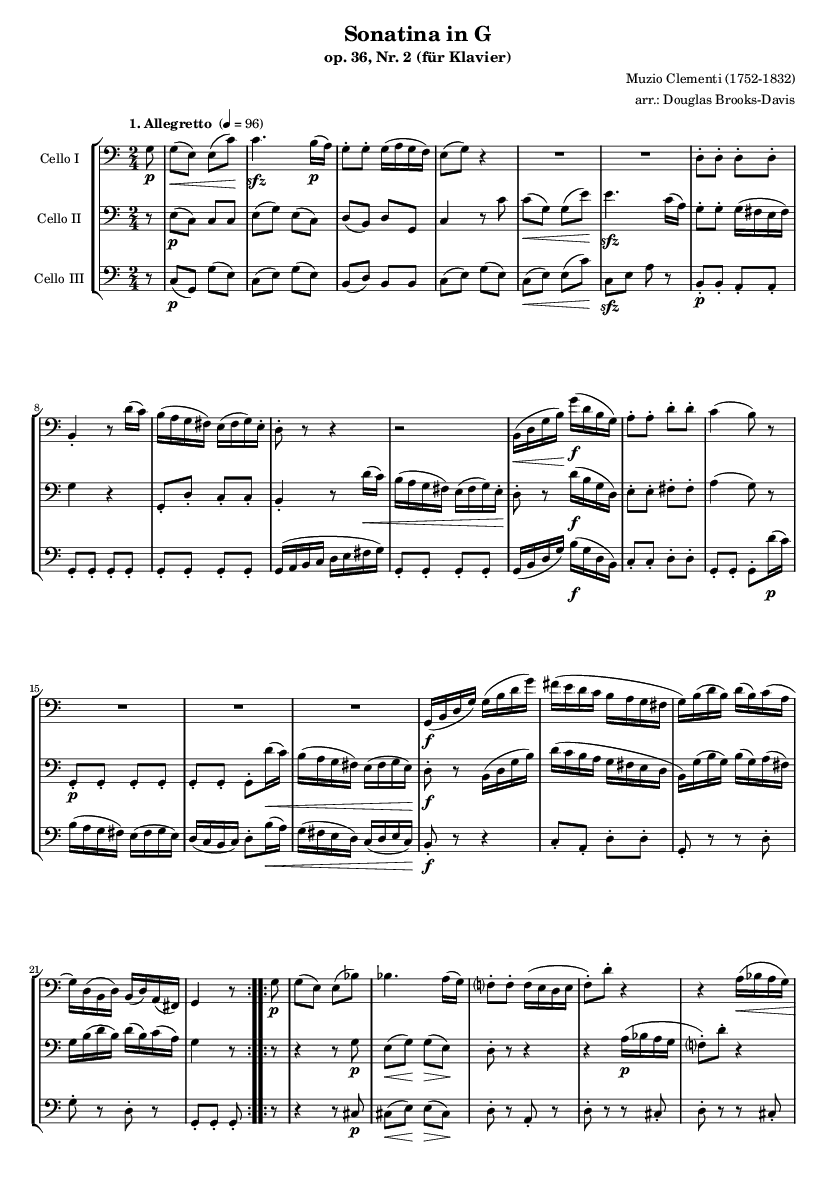 Sonatina in G
op. 36, Nr. 2 (für Klavier)
Muzio Clementi (1752-1832)
arr.: Douglas Brooks-Davis
1. Allegretto (♩ = 96)
Cello I
p
sfz
p
Cello II
p
sfz
Cello III
p
sfz
p
8
f
f
f
p
15
f
p
f
f
21
p
p
p
p